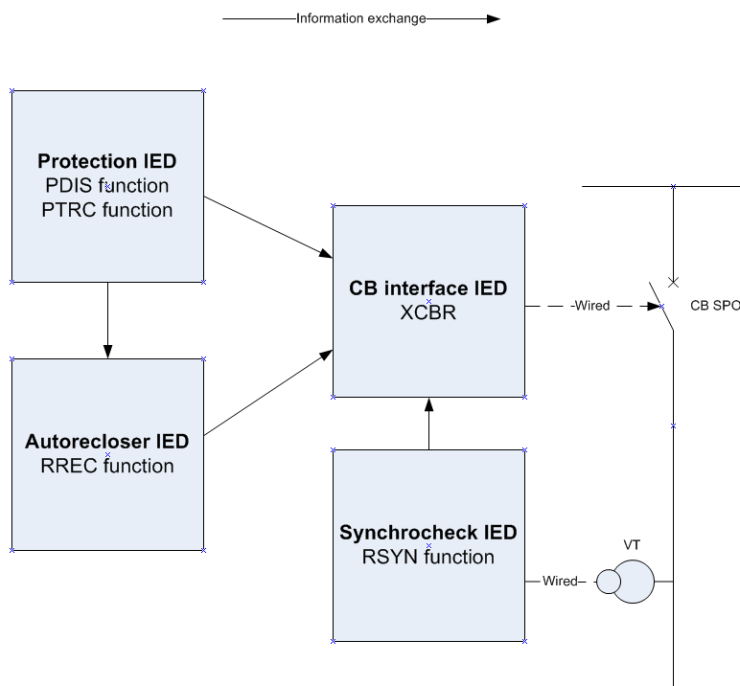 Information exchange
Protection IED
PDIS function
PTRC function
CB interface IED
XCBR
Wired
CB SPO
Autorecloser IED
RREC function
Synchrocheck IED
RSYN function
VT
Wired